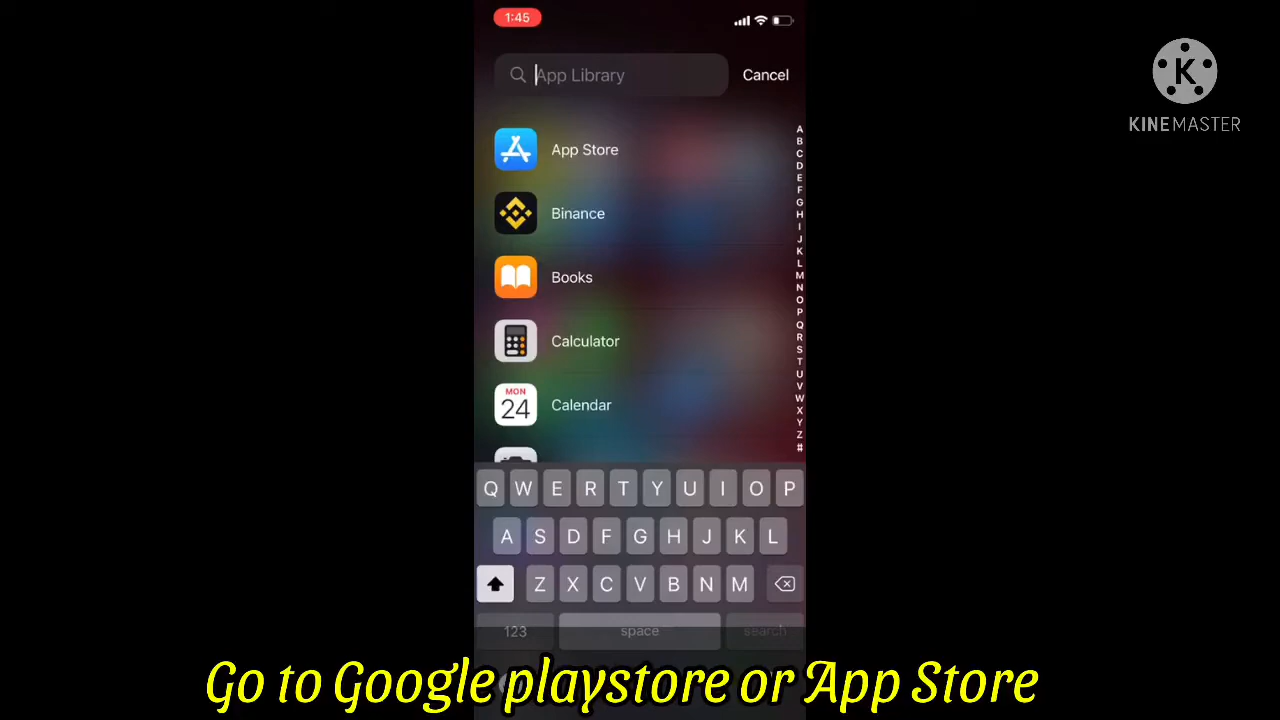 1:45
App Library
Cancel
App Store
Binance
Books
Calculator
MON
24
Calendar
A
B
C
D
E
F
G
H
I
J
K
L
M
N
O
P
Q
R
S
T
U
V
W
X
Y
Z
#
Q W E R T Y U I O P
A S D F G H J K L
Z X C V B N M
123 space search
Go to Google playstore or App Store
K
KINEMASTER